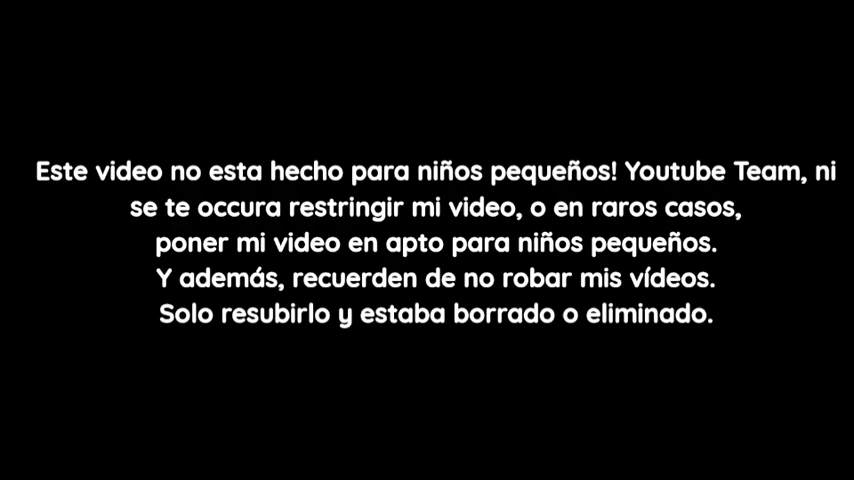 Este video no esta hecho para niños pequeños! Youtube Team, ni
se te occura restringir mi video, o en raros casos,
poner mi video en apto para niños pequeños.
Y además, recuerden de no robar mis vídeos.
Solo resubirlo y estaba borrado o eliminado.